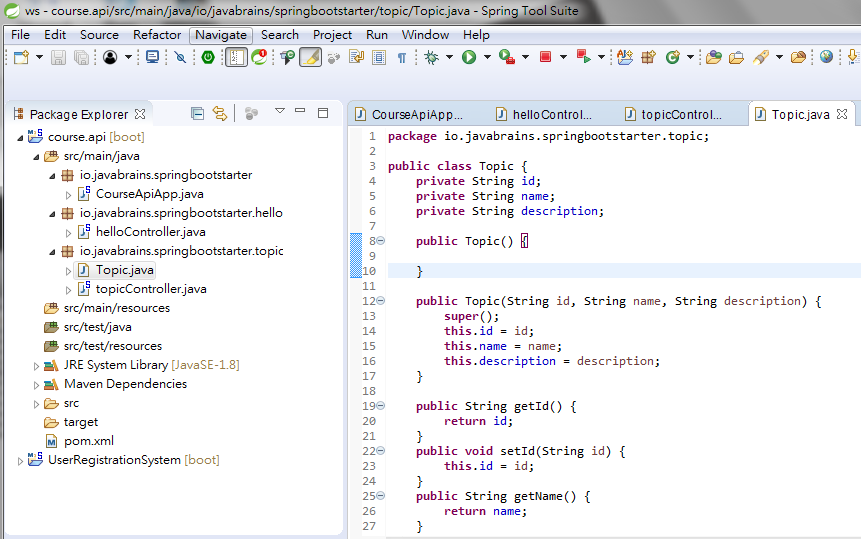 ws - course.api/src/main/java/io/javabrains/springbootstarter/topic/Topic.java - Spring Tool Suite
File Edit Source Refactor Navigate Search Project Run Window Help
Package Explorer
course.api [boot]
src/main/java
io.javabrains.springbootstarter
CourseApiApp.java
io.javabrains.springbootstarter.hello
helloController.java
io.javabrains.springbootstarter.topic
Topic.java
topicController.java
src/main/resources
src/test/java
src/test/resources
JRE System Library [JavaSE-1.8]
Maven Dependencies
src
target
pom.xml
UserRegistrationSystem [boot]
CourseApiApp... helloControl... topicControl... Topic.java
1 package io.javabrains.springbootstarter.topic;
2
3 public class Topic {
4 private String id;
5 private String name;
6 private String description;
7
8 public Topic() {
9
10 }
11
12 public Topic(String id, String name, String description) {
13 super();
14 this.id = id;
15 this.name = name;
16 this.description = description;
17 }
18
19 public String getId() {
20 return id;
21 }
22 public void setId(String id) {
23 this.id = id;
24 }
25 public String getName() {
26 return name;
27 }